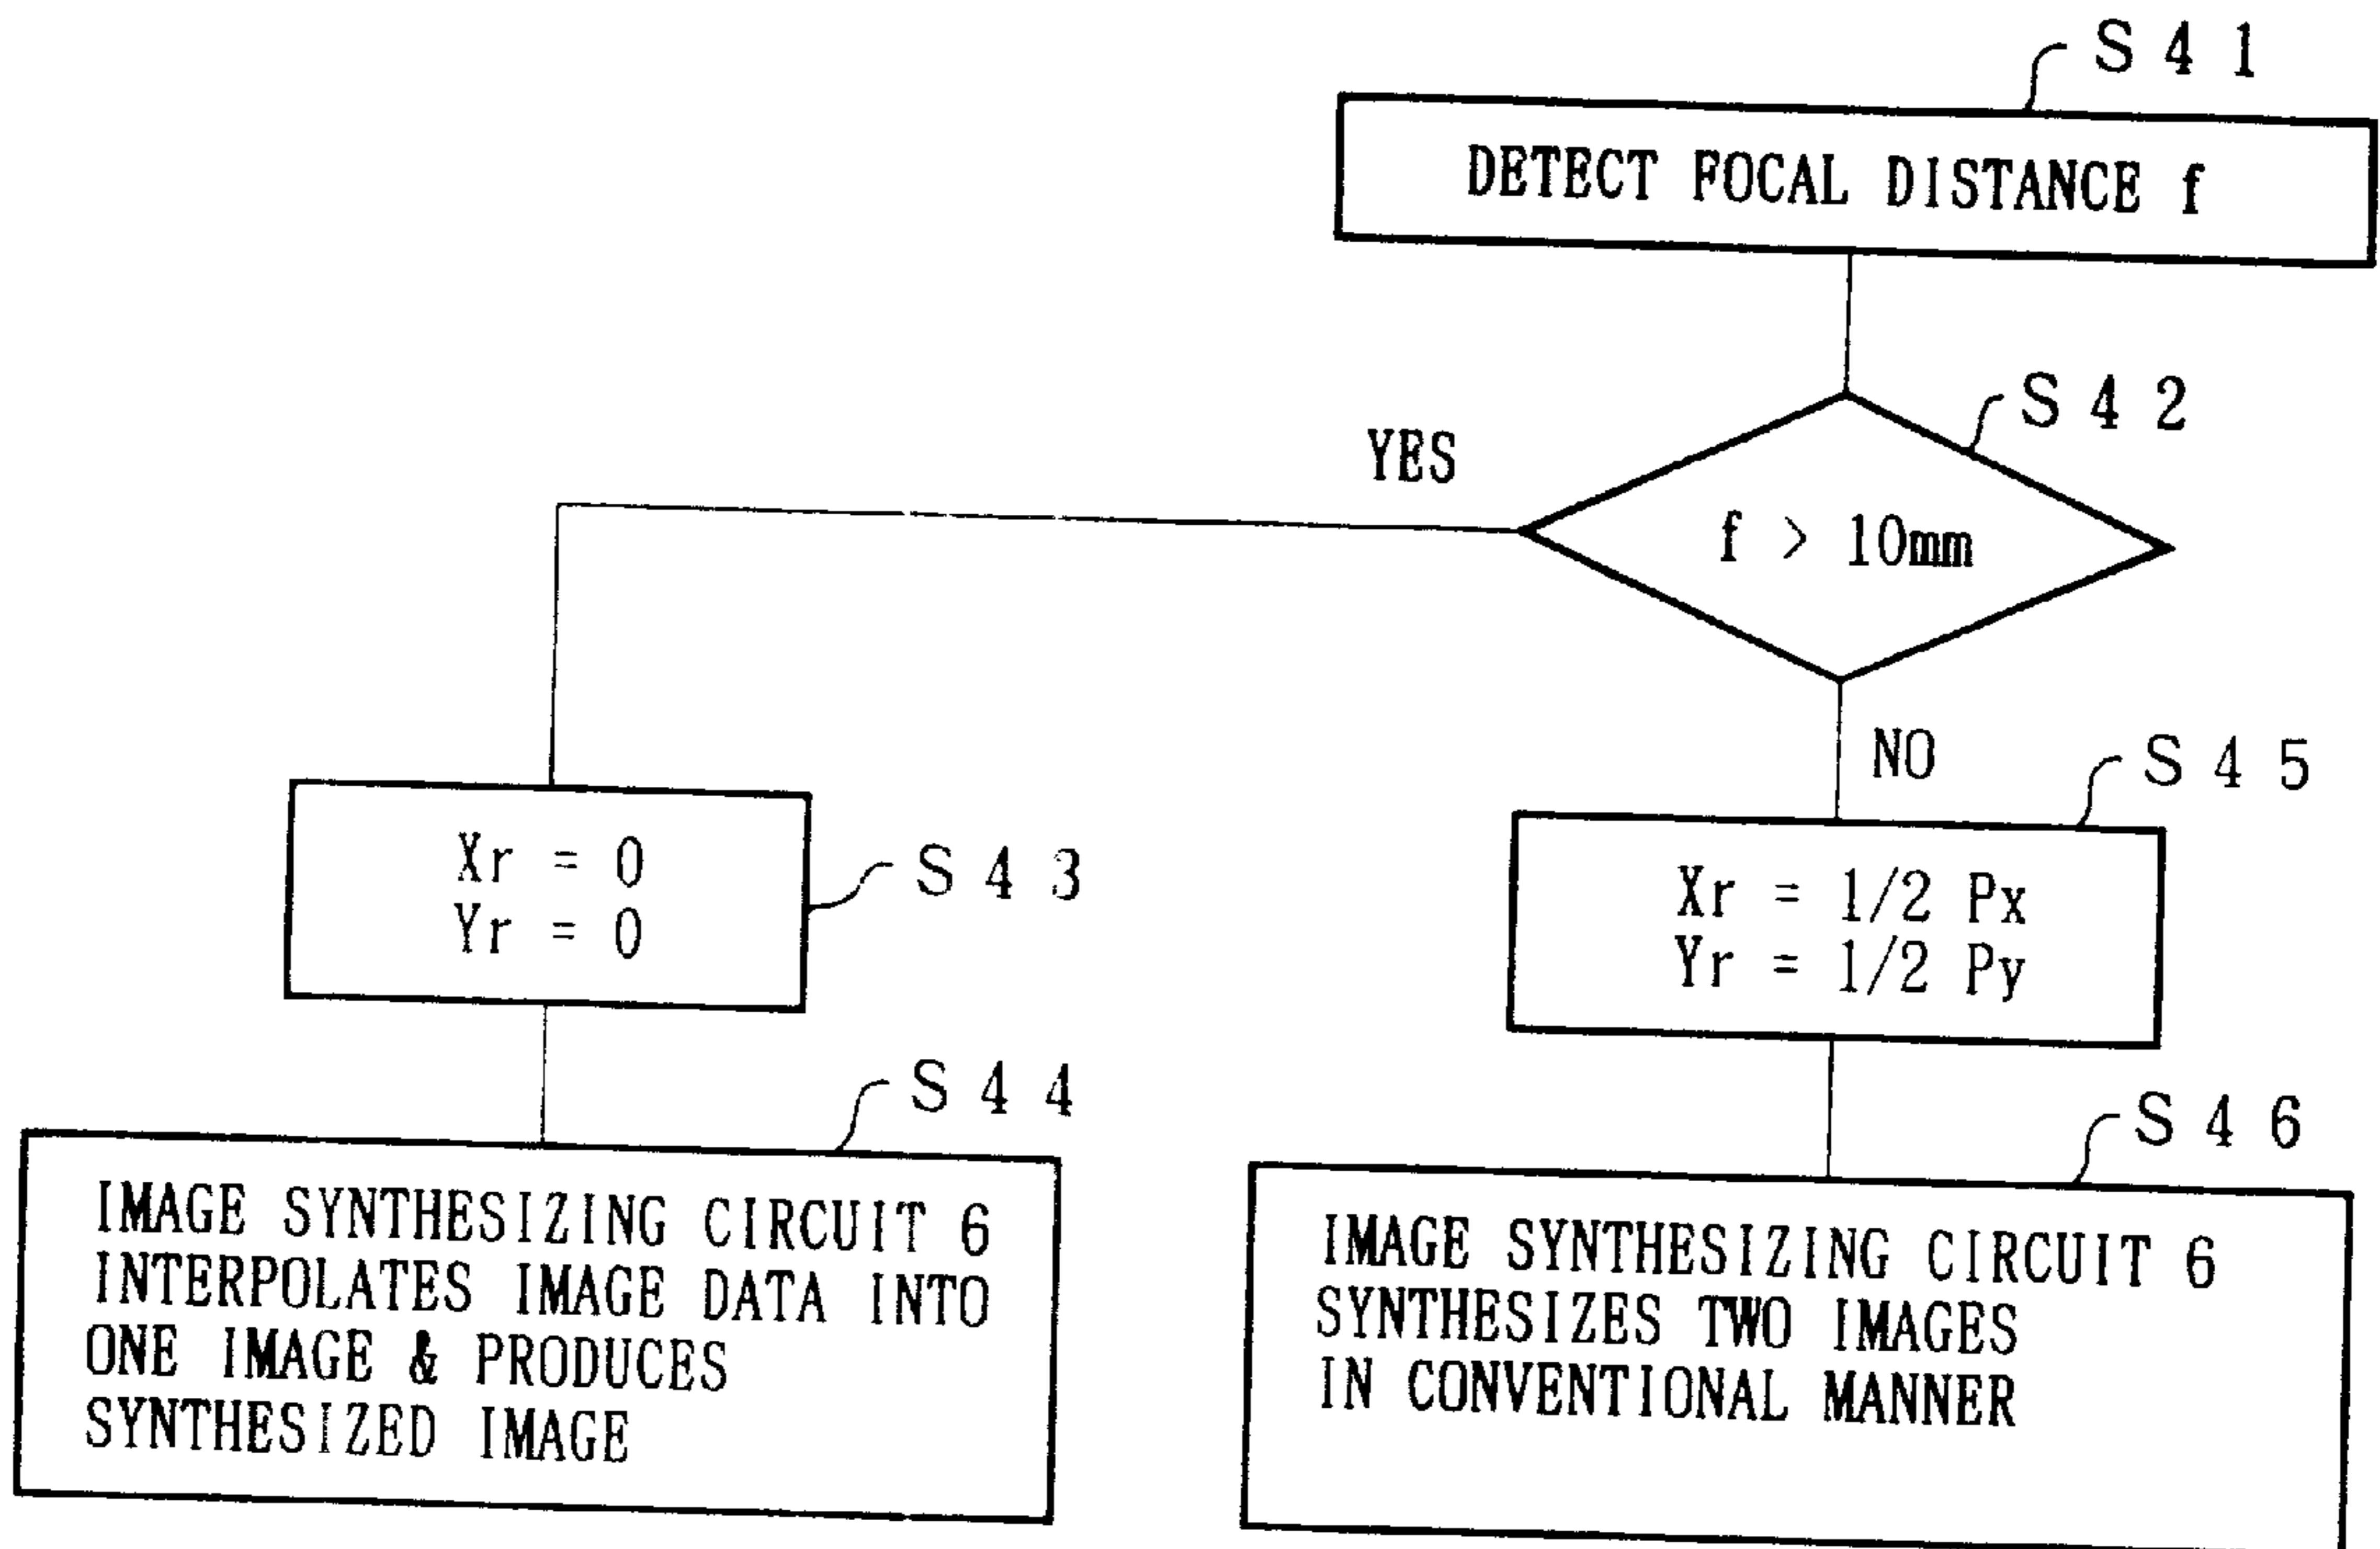 S41
DETECT FOCAL DISTANCE f
S42
YES
f > 10mm
NO
S45
Xr = 0
Yr = 0
S43
Xr = 1/2 Px
Yr = 1/2 Py
S44
IMAGE SYNTHESIZING CIRCUIT 6
INTERPOLATES IMAGE DATA INTO
ONE IMAGE & PRODUCES
SYNTHESIZED IMAGE
S46
IMAGE SYNTHESIZING CIRCUIT 6
SYNTHESIZES TWO IMAGES
IN CONVENTIONAL MANNER